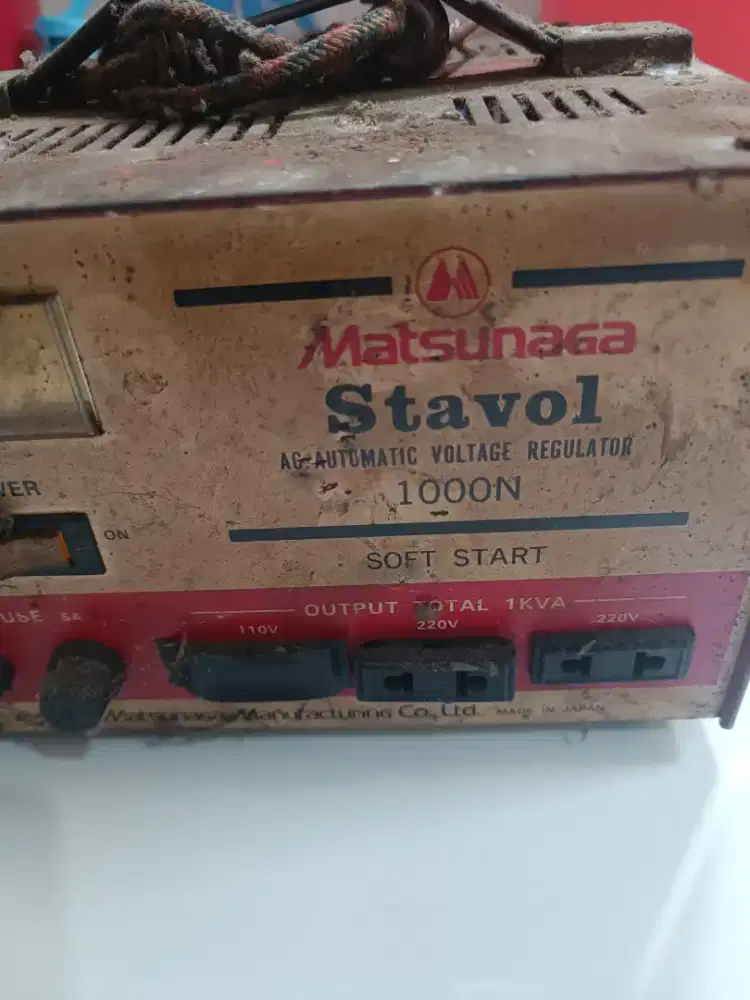 Matsunaga
Stavol
AC AUTOMATIC VOLTAGE REGULATOR
1000N
ON
SOFT START
5A
OUTPUT TOTAL 1KVA
110V
220V
220V
Matsunaga Manufacturing Co., Ltd. MADE IN JAPAN